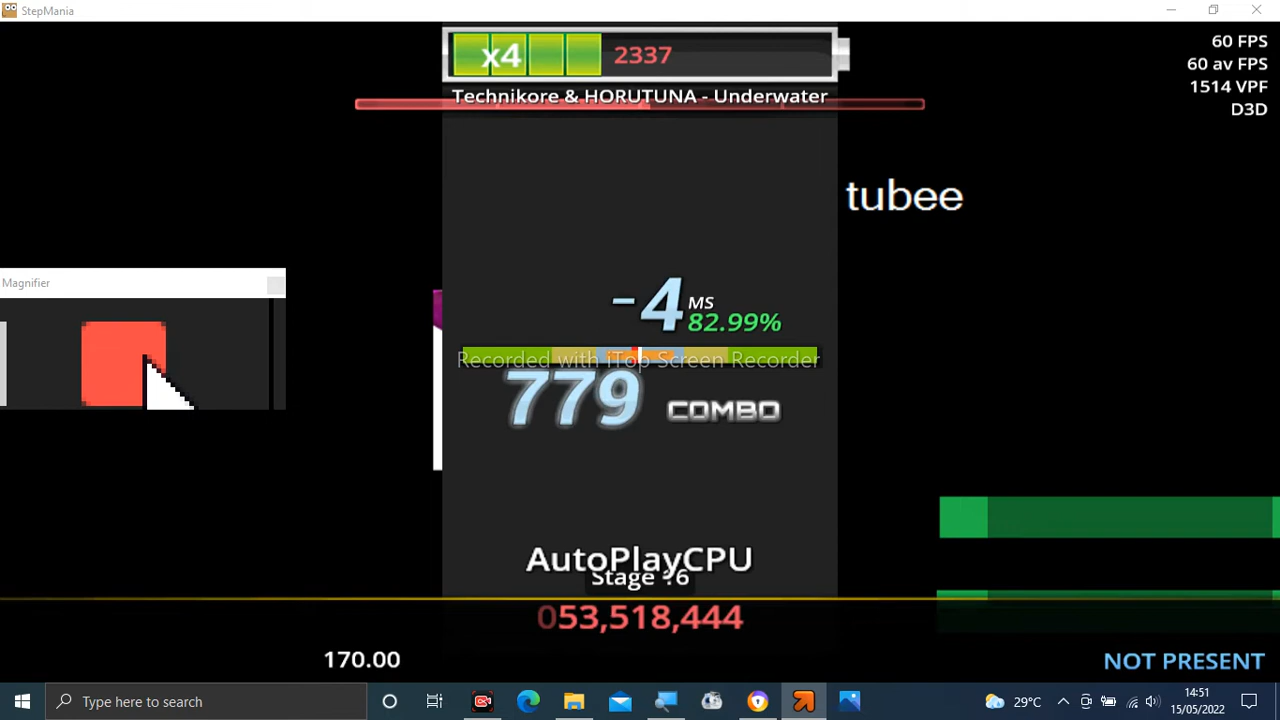 StepMania
x4 2337
60 FPS
60 av FPS
1514 VPF
D3D
Technikore & HORUTUNA - Underwater
tubee
Magnifier
-4 MS
82.99%
Recorded with iTop Screen Recorder
779 COMBO
AutoPlayCPU
Stage :6
053,518,444
170.00
NOT PRESENT
Type here to search
29°C
14:51
15/05/2022